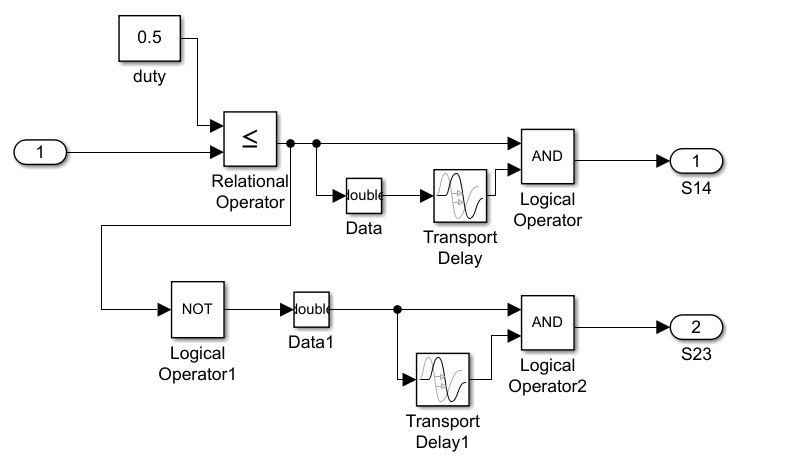 0.5
duty
1
≤
Relational
Operator
double
Data
Transport
Delay
AND
Logical
Operator
1
S14
NOT
Logical
Operator1
double
Data1
Transport
Delay1
AND
Logical
Operator2
2
S23